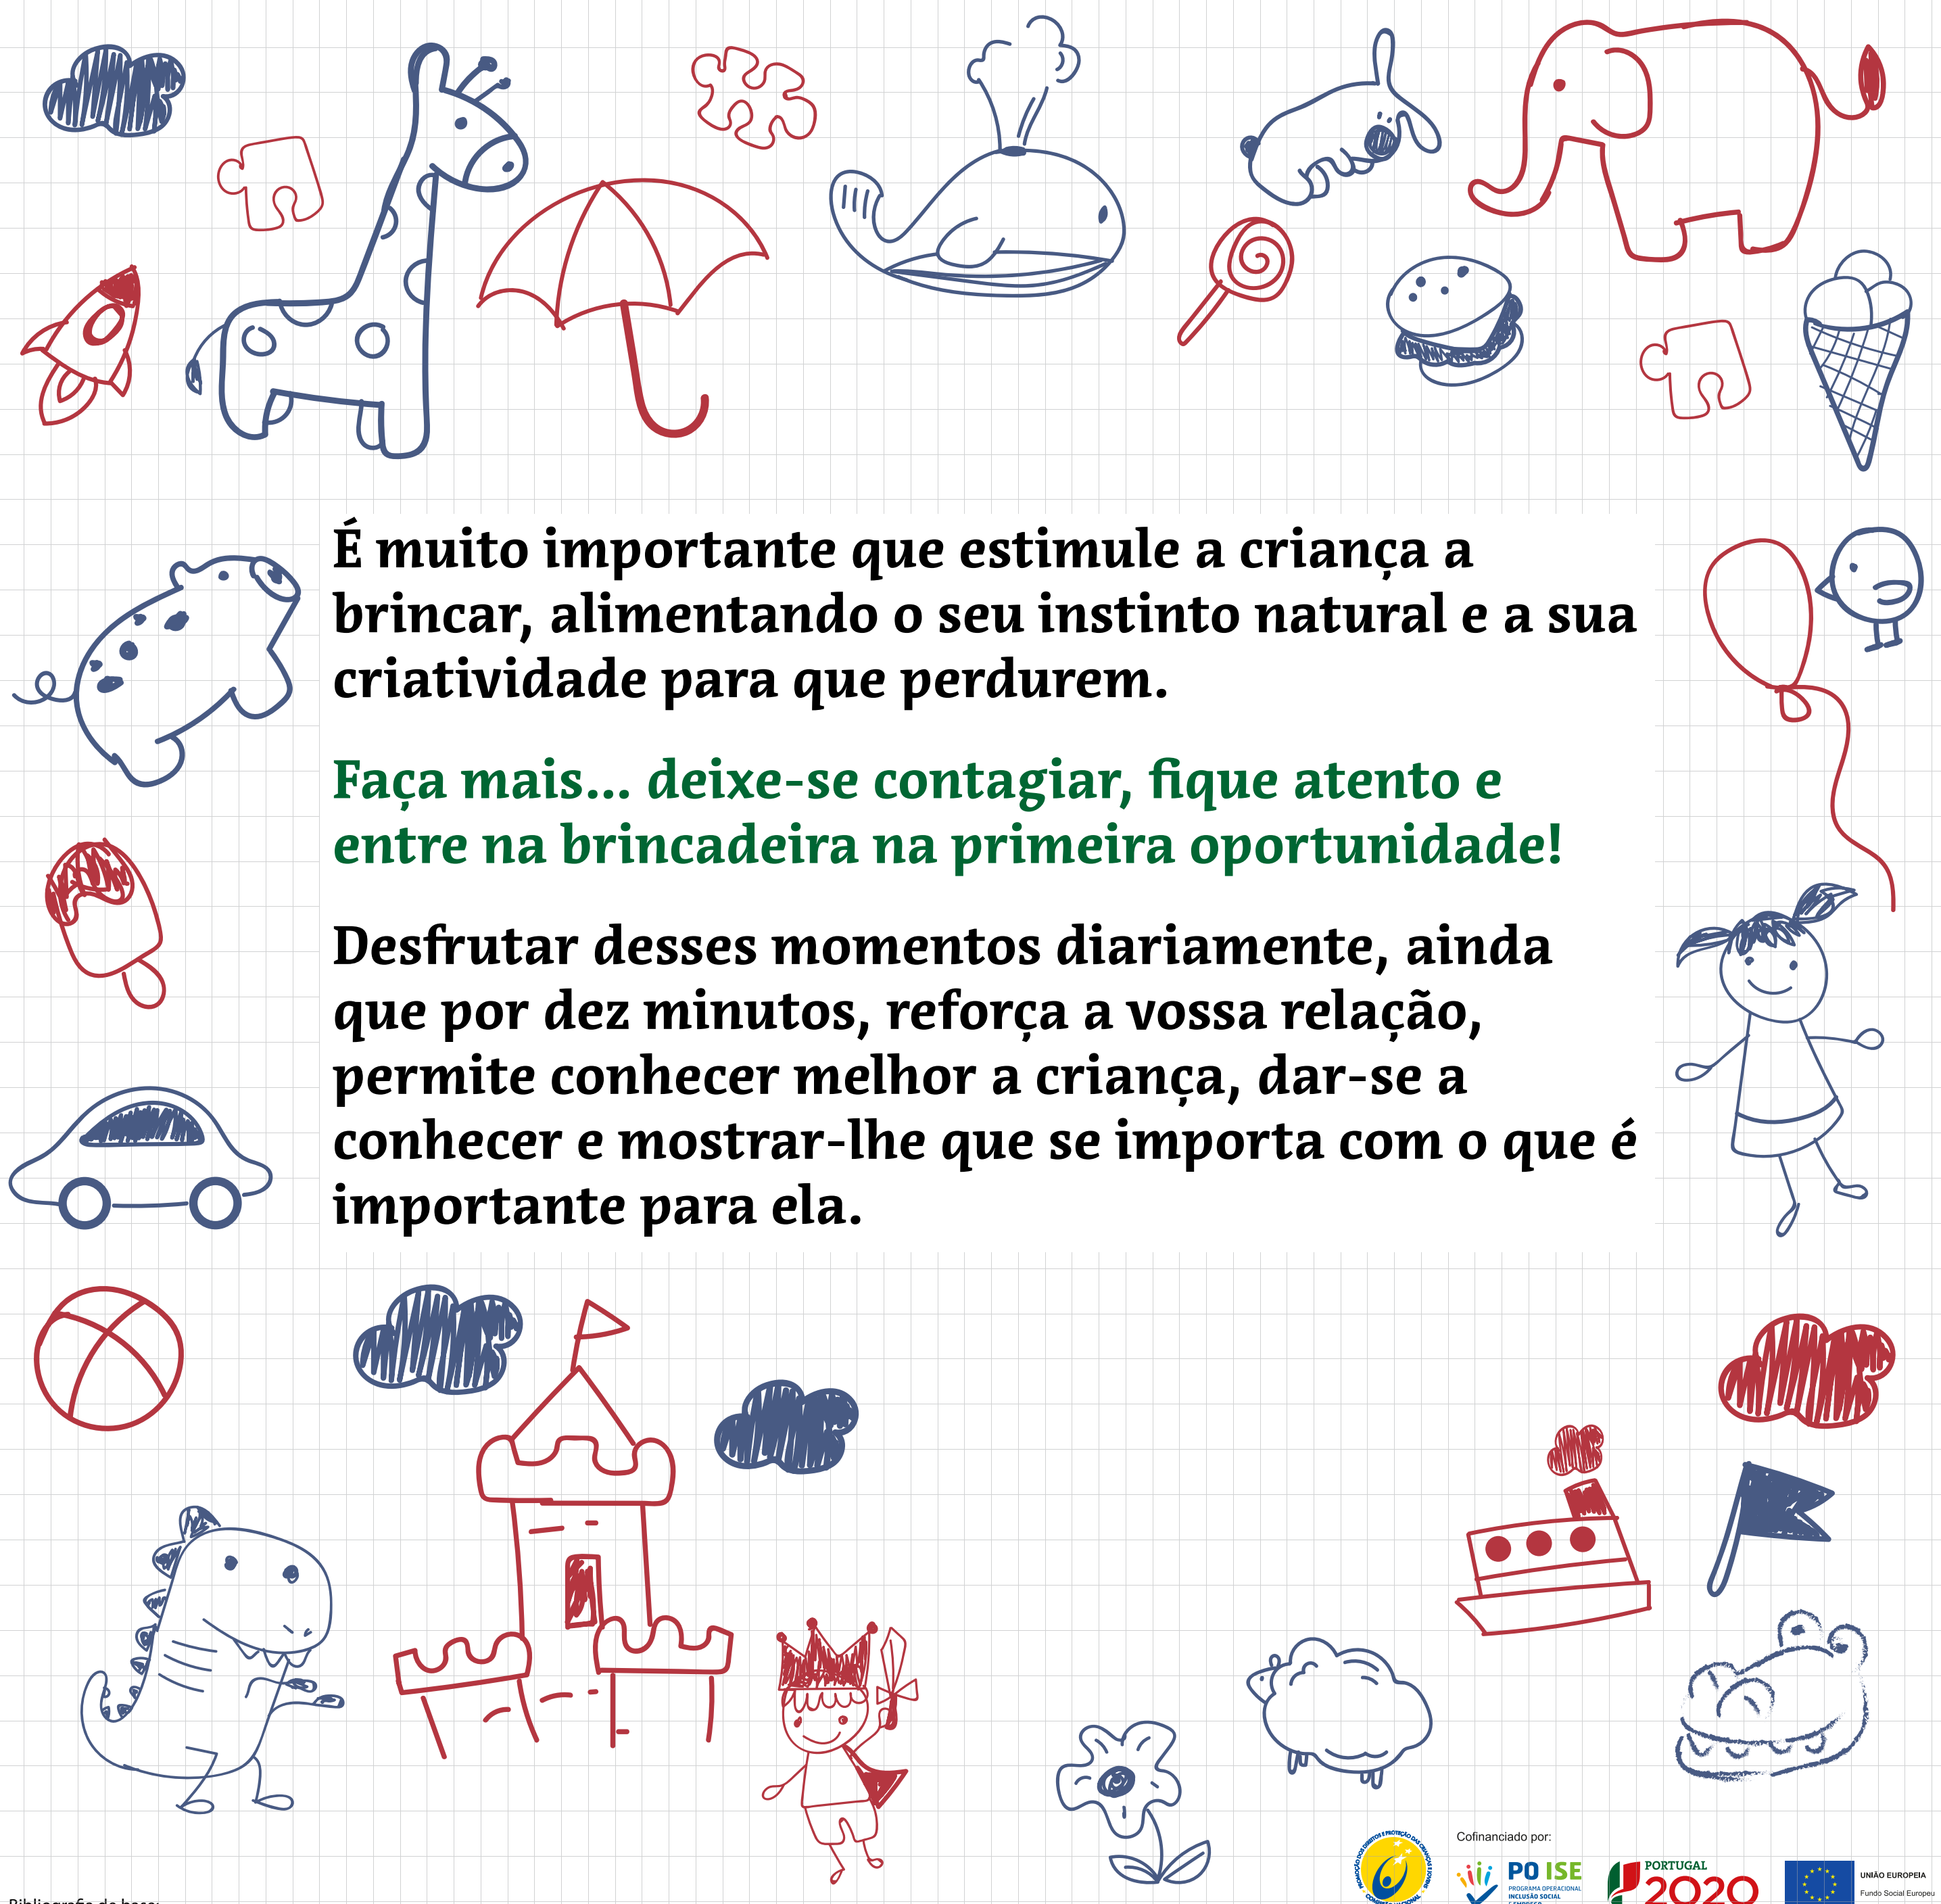 É muito importante que estimule a criança a
brincar, alimentando o seu instinto natural e a sua
criatividade para que perdurem.
Faça mais... deixe-se contagiar, fique atento e
entre na brincadeira na primeira oportunidade!
Desfrutar desses momentos diariamente, ainda
que por dez minutos, reforça a vossa relação,
permite conhecer melhor a criança, dar-se a
conhecer e mostrar-lhe que se importa com o que é
importante para ela.
Cofinanciado por:
PO ISE
PROGRAMA OPERACIONAL
INCLUSÃO SOCIAL
PORTUGAL
2020
UNIÃO EUROPEIA
Fundo Social Europeu